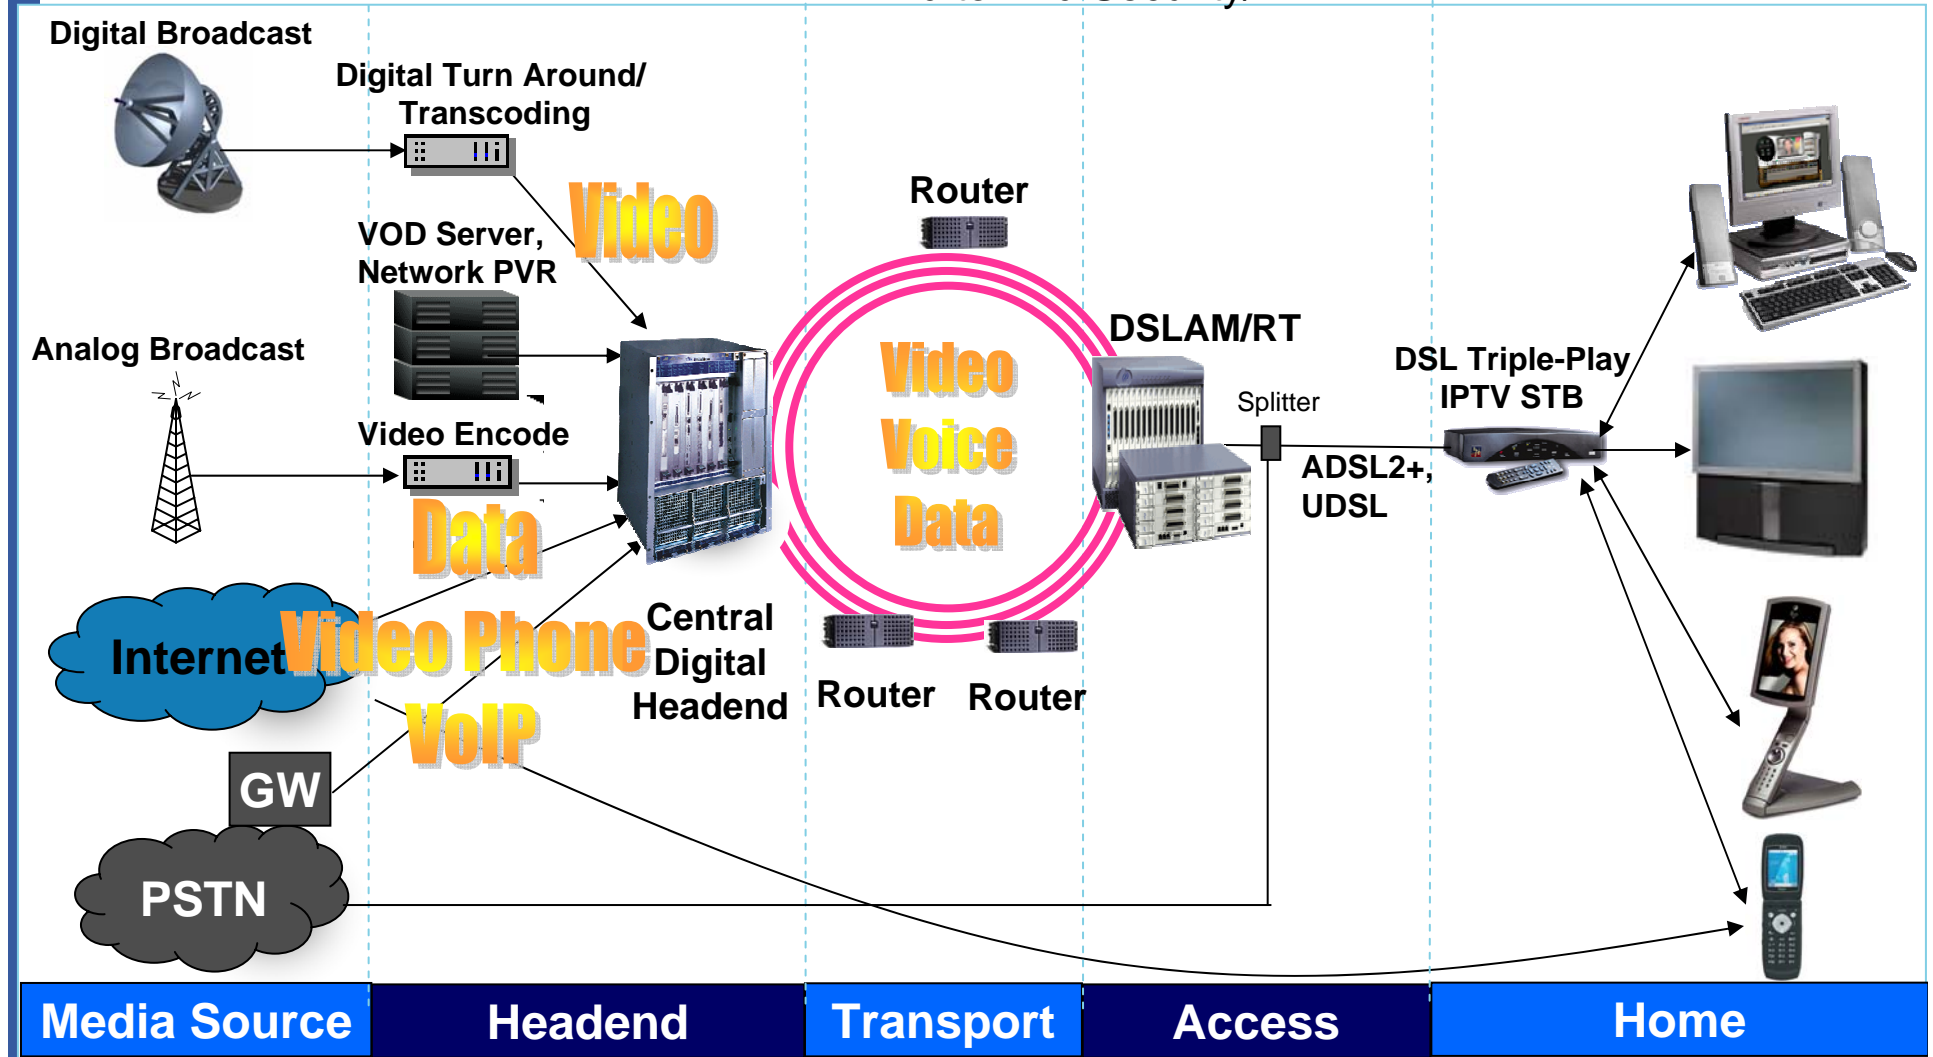 Digital Broadcast
Digital Turn Around/
Transcoding
Video
VOD Server,
Network PVR
Analog Broadcast
Video Encode
Data
Internet
Video Phone
VoIP
GW
PSTN
Central
Digital
Headend
Router
Video
Voice
Data
Router
Router
DSLAM/RT
Splitter
ADSL2+,
UDSL
DSL Triple-Play
IPTV STB
Media Source
Headend
Transport
Access
Home